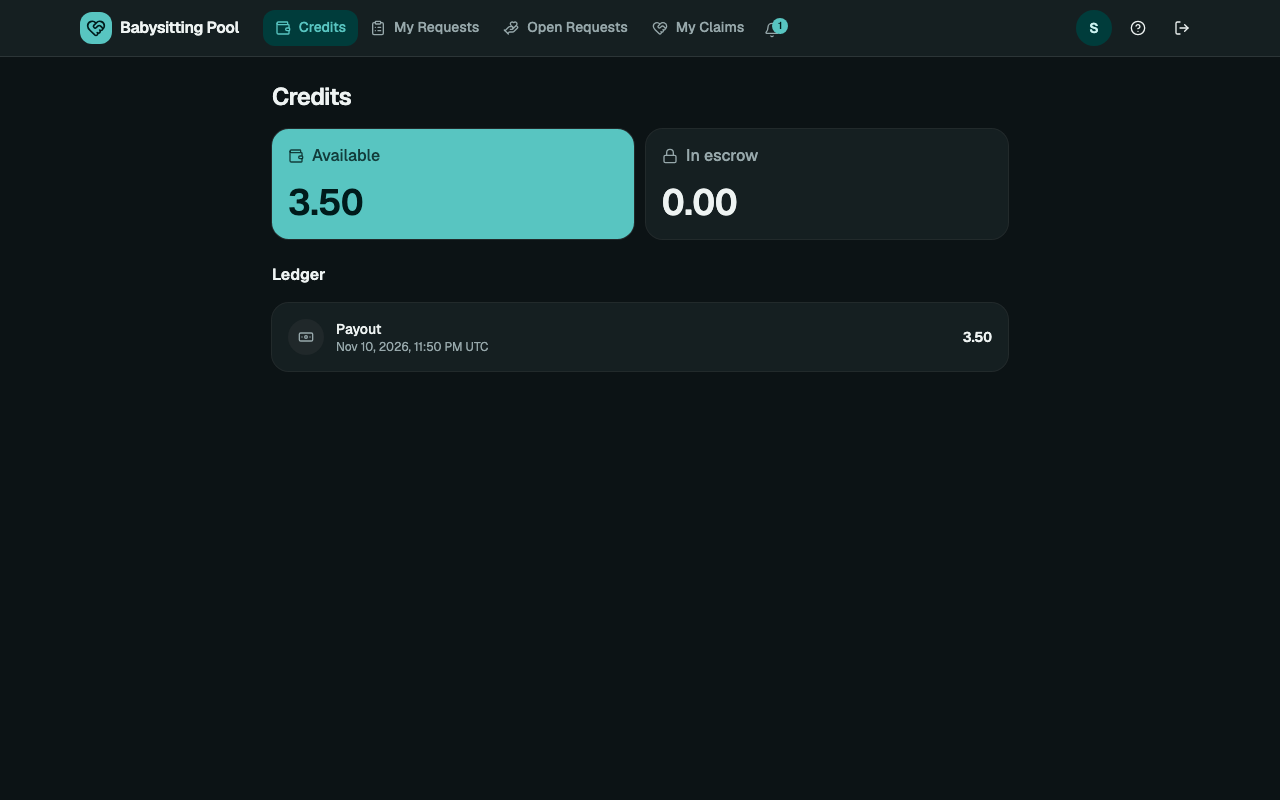 Babysitting Pool
Credits
My Requests
Open Requests
My Claims
1
S
Credits
Available
3.50
In escrow
0.00
Ledger
Payout
Nov 10, 2026, 11:50 PM UTC
3.50